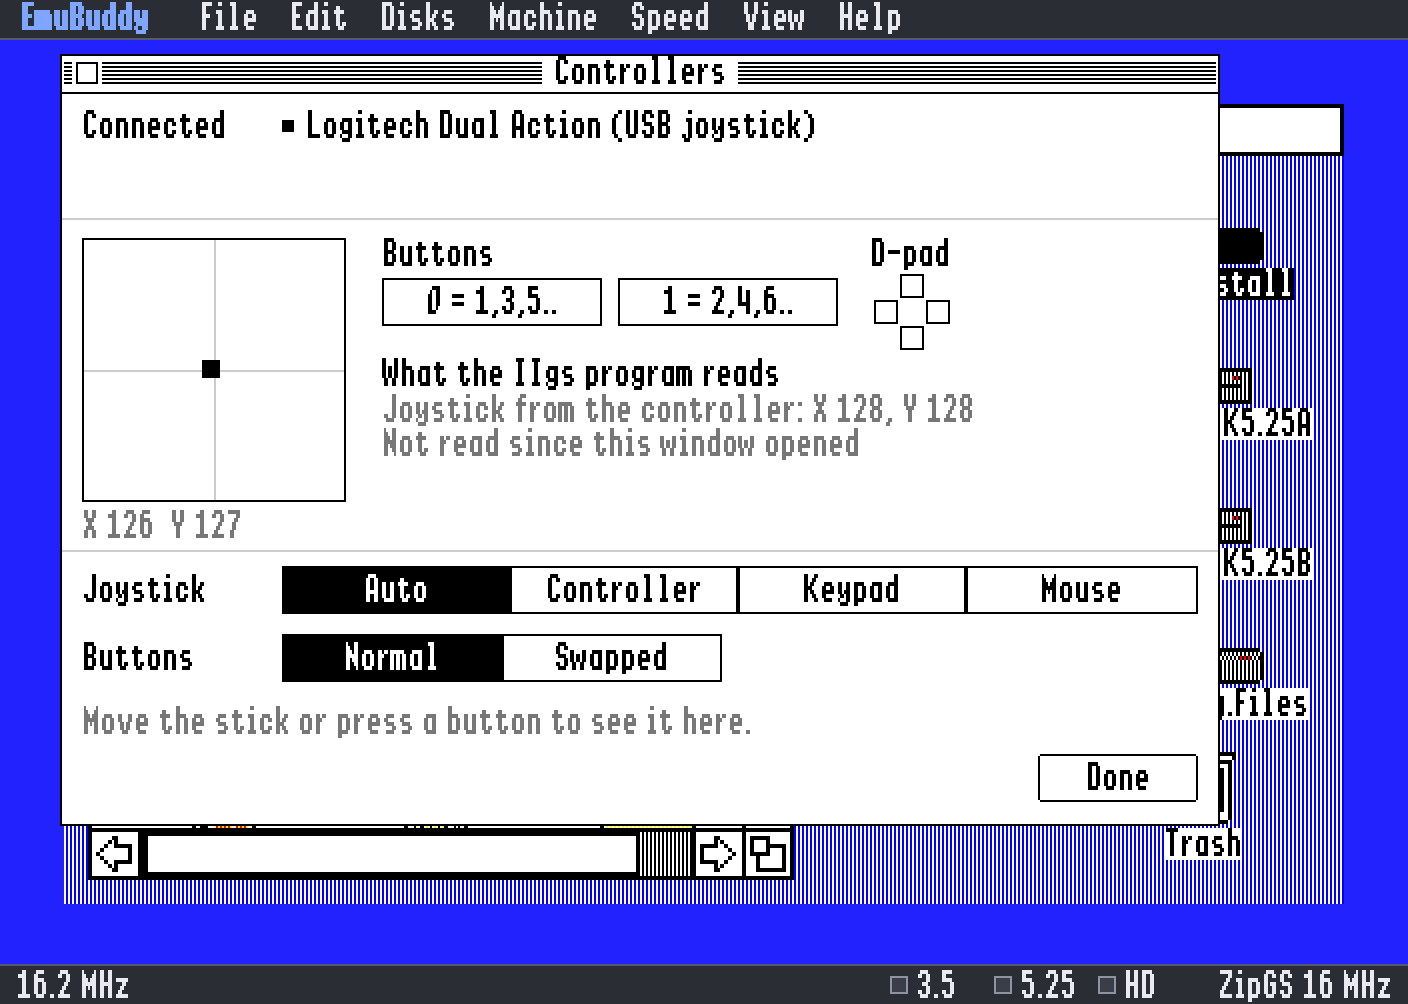 EmuBuddy File Edit Disks Machine Speed View Help
Controllers
Connected ▪ Logitech Dual Action (USB joystick)
Buttons D-pad
0 = 1,3,5.. 1 = 2,4,6..
What the IIgs program reads
Joystick from the controller: X 128, Y 128
Not read since this window opened
X 126 Y 127
Joystick Auto Controller Keypad Mouse
Buttons Normal Swapped
Move the stick or press a button to see it here.
Done
stall
K5.25A
K5.25B
.Files
Trash
16.2 MHz 3.5 5.25 HD ZipGS 16 MHz